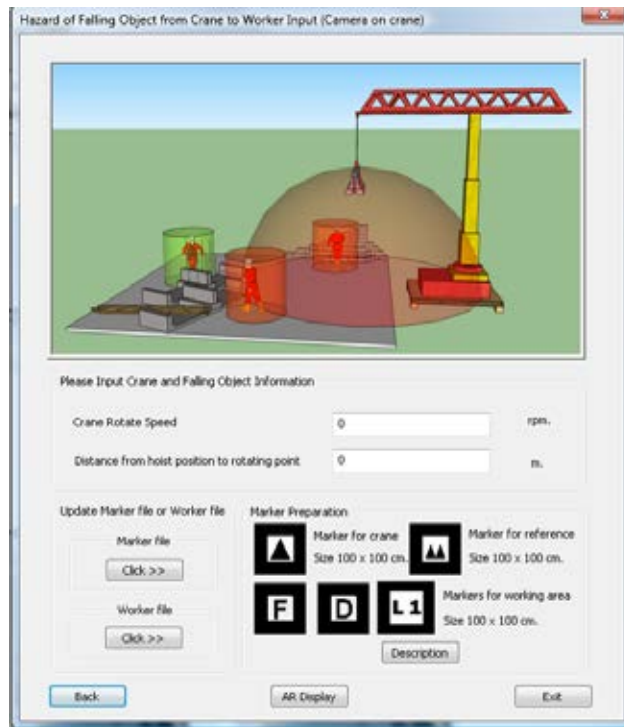 Hazard of Falling Object from Crane to Worker Input (Camera on crane)
Please Input Crane and Falling Object Information
Crane Rotate Speed 0 rpm.
Distance from hoist position to rotating point 0 m.
Update Marker file or Worker file
Marker file
Click >>
Worker file
Click >>
Marker Preparation
Marker for crane
Size 100 x 100 cm.
Marker for reference
Size 100 x 100 cm.
F D L1
Markers for working area
Size 100 x 100 cm.
Description
Back AR Display Exit